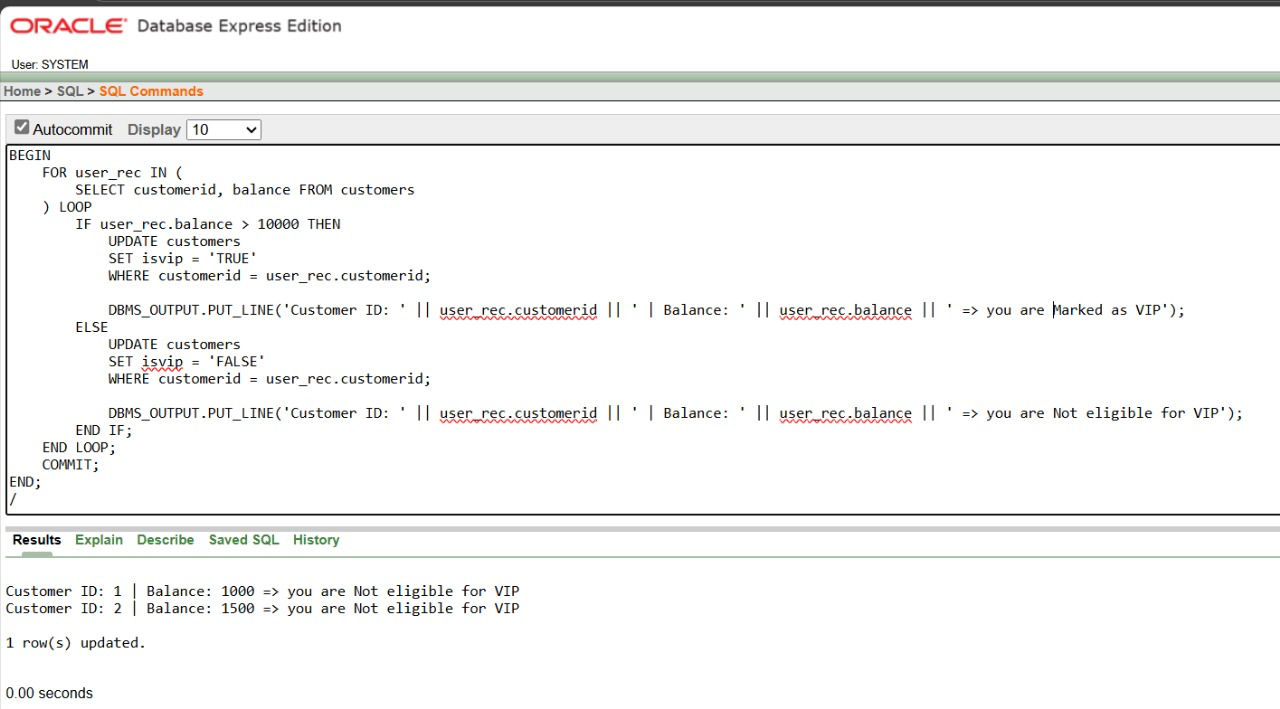 ORACLE® Database Express Edition
User: SYSTEM
Home > SQL > SQL Commands
Autocommit Display 10
BEGIN
    FOR user_rec IN (
        SELECT customerid, balance FROM customers
    ) LOOP
        IF user_rec.balance > 10000 THEN
            UPDATE customers
            SET isvip = 'TRUE'
            WHERE customerid = user_rec.customerid;
            DBMS_OUTPUT.PUT_LINE('Customer ID: ' || user_rec.customerid || ' | Balance: ' || user_rec.balance || ' => you are Marked as VIP');
        ELSE
            UPDATE customers
            SET isvip = 'FALSE'
            WHERE customerid = user_rec.customerid;
            DBMS_OUTPUT.PUT_LINE('Customer ID: ' || user_rec.customerid || ' | Balance: ' || user_rec.balance || ' => you are Not eligible for VIP');
        END IF;
    END LOOP;
    COMMIT;
END;
/
Results Explain Describe Saved SQL History
Customer ID: 1 | Balance: 1000 => you are Not eligible for VIP
Customer ID: 2 | Balance: 1500 => you are Not eligible for VIP
1 row(s) updated.
0.00 seconds